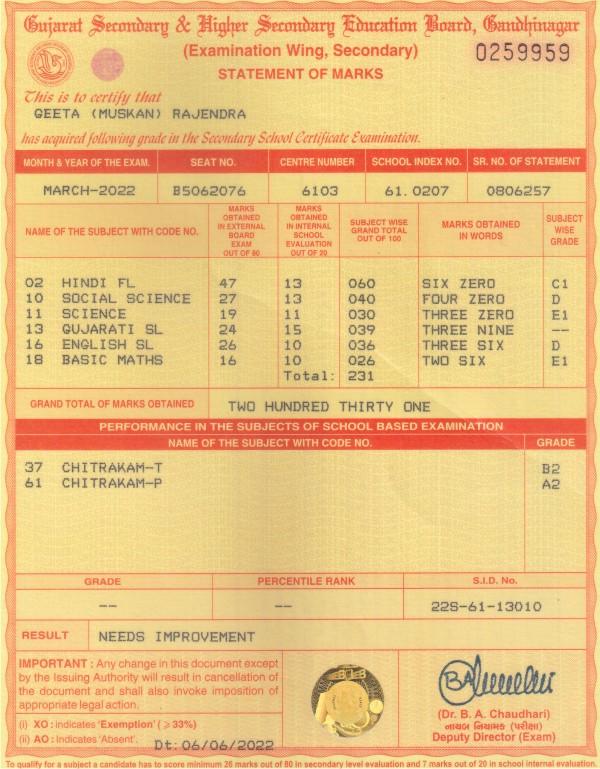 Gujarat Secondary & Higher Secondary Education Board, Gandhinagar
(Examination Wing, Secondary)
0259959
STATEMENT OF MARKS
This is to certify that
GEETA (MUSKAN) RAJENDRA
has acquired following grade in the Secondary School Certificate Examination.
MONTH & YEAR OF THE EXAM. SEAT NO. CENTRE NUMBER SCHOOL INDEX NO. SR. NO. OF STATEMENT
MARCH-2022 B5062076 6103 61.0207 0806257
NAME OF THE SUBJECT WITH CODE NO. MARKS OBTAINED IN EXTERNAL BOARD EXAM OUT OF 80 MARKS OBTAINED IN INTERNAL SCHOOL EVALUATION OUT OF 20 SUBJECT WISE GRAND TOTAL OUT OF 100 MARKS OBTAINED IN WORDS SUBJECT WISE GRADE
02 HINDI FL 47 13 060 SIX ZERO C1
10 SOCIAL SCIENCE 27 13 040 FOUR ZERO D
11 SCIENCE 19 11 030 THREE ZERO E1
13 GUJARATI SL 24 15 039 THREE NINE --
16 ENGLISH SL 26 10 036 THREE SIX D
18 BASIC MATHS 16 10 026 TWO SIX E1
Total: 231
GRAND TOTAL OF MARKS OBTAINED TWO HUNDRED THIRTY ONE
PERFORMANCE IN THE SUBJECTS OF SCHOOL BASED EXAMINATION
NAME OF THE SUBJECT WITH CODE NO. GRADE
37 CHITRAKAM-T B2
61 CHITRAKAM-P A2
GRADE PERCENTILE RANK S.I.D. No.
-- -- 22S-61-13010
RESULT NEEDS IMPROVEMENT
IMPORTANT : Any change in this document except
by the Issuing Authority will result in cancellation of
the document and shall also invoke imposition of
appropriate legal action.
(i) XO : indicates 'Exemption' (⩾ 33%)
(ii) AO : Indicates 'Absent'.
Dt: 06/06/2022
(Dr. B. A. Chaudhari)
નાયબ નિયામક (પરીક્ષા)
Deputy Director (Exam)
To qualify for a subject a candidate has to score minimum 26 marks out of 80 in secondary level evaluation and 7 marks out of 20 in school internal evaluation.